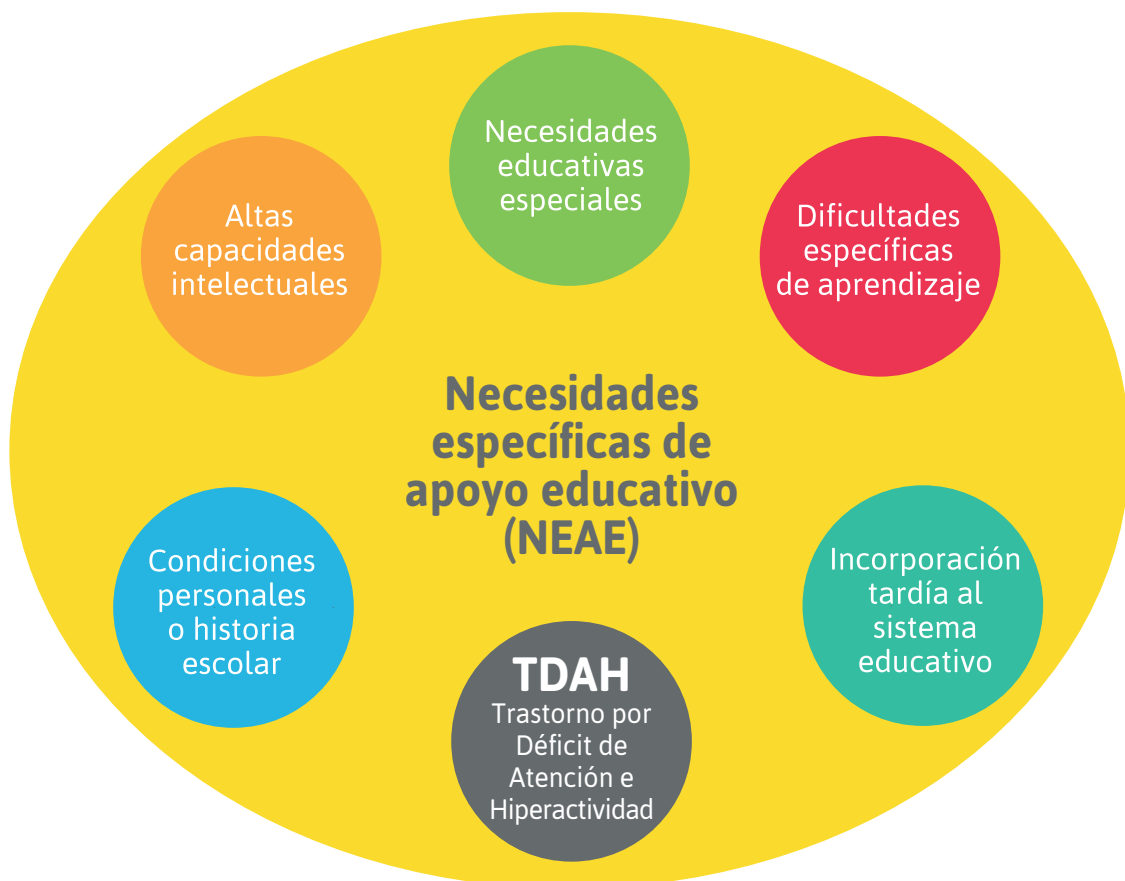 Necesidades
educativas
especiales
Altas
capacidades
intelectuales
Dificultades
específicas
de aprendizaje
Necesidades
específicas de
apoyo educativo
(NEAE)
Condiciones
personales
o historia
escolar
Incorporación
tardía al
sistema
educativo
TDAH
Trastorno por
Déficit de
Atención e
Hiperactividad